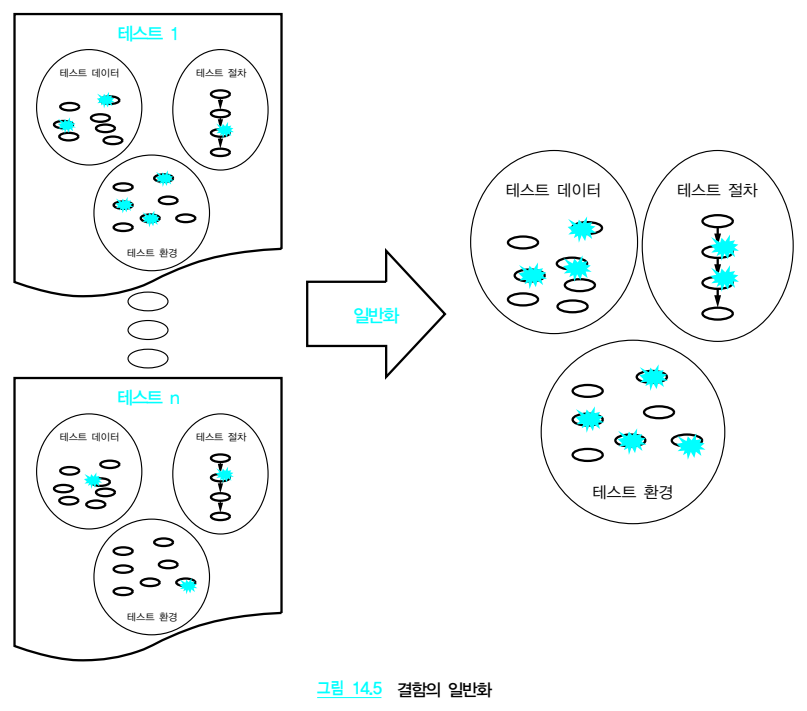 테스트 1
테스트 데이터
테스트 절차
테스트 환경
일반화
테스트 데이터
테스트 절차
테스트 환경
테스트 n
테스트 데이터
테스트 절차
테스트 환경
그림 14.5 결함의 일반화